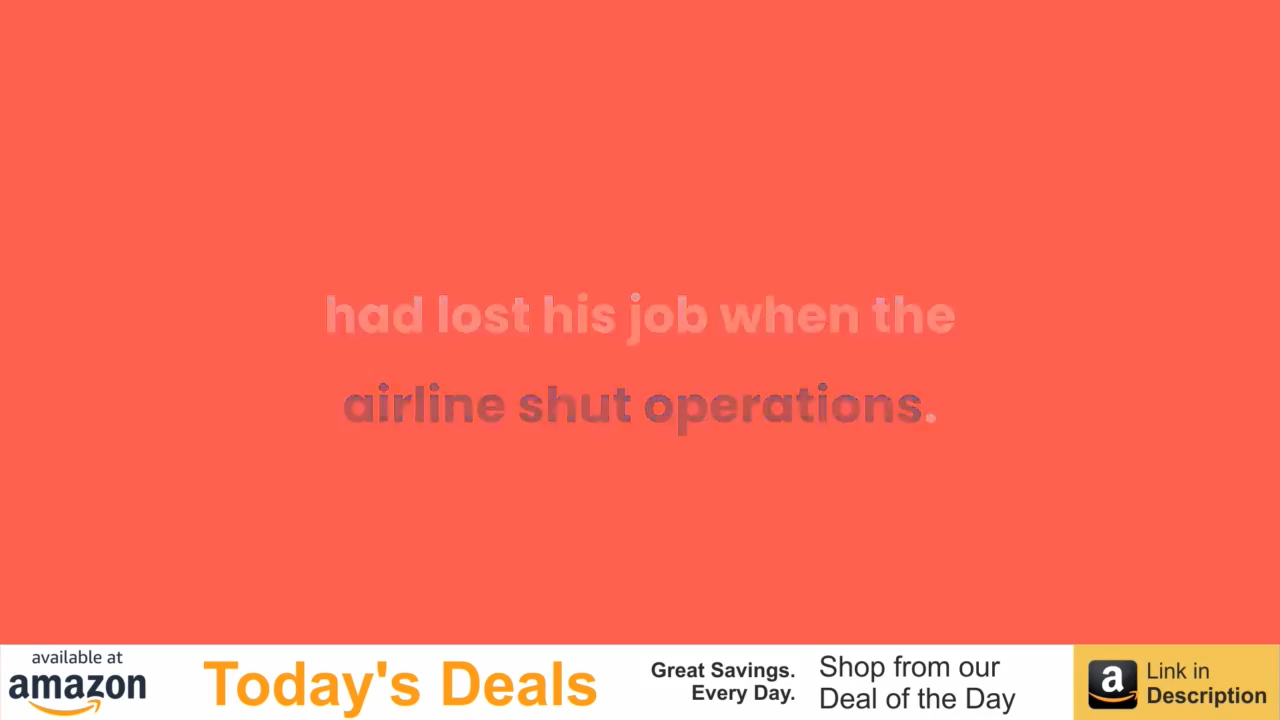 had lost his job when the
airline shut operations.
available at
amazon
Today's Deals
Great Savings.
Every Day.
Shop from our
Deal of the Day
a
Link in
Description